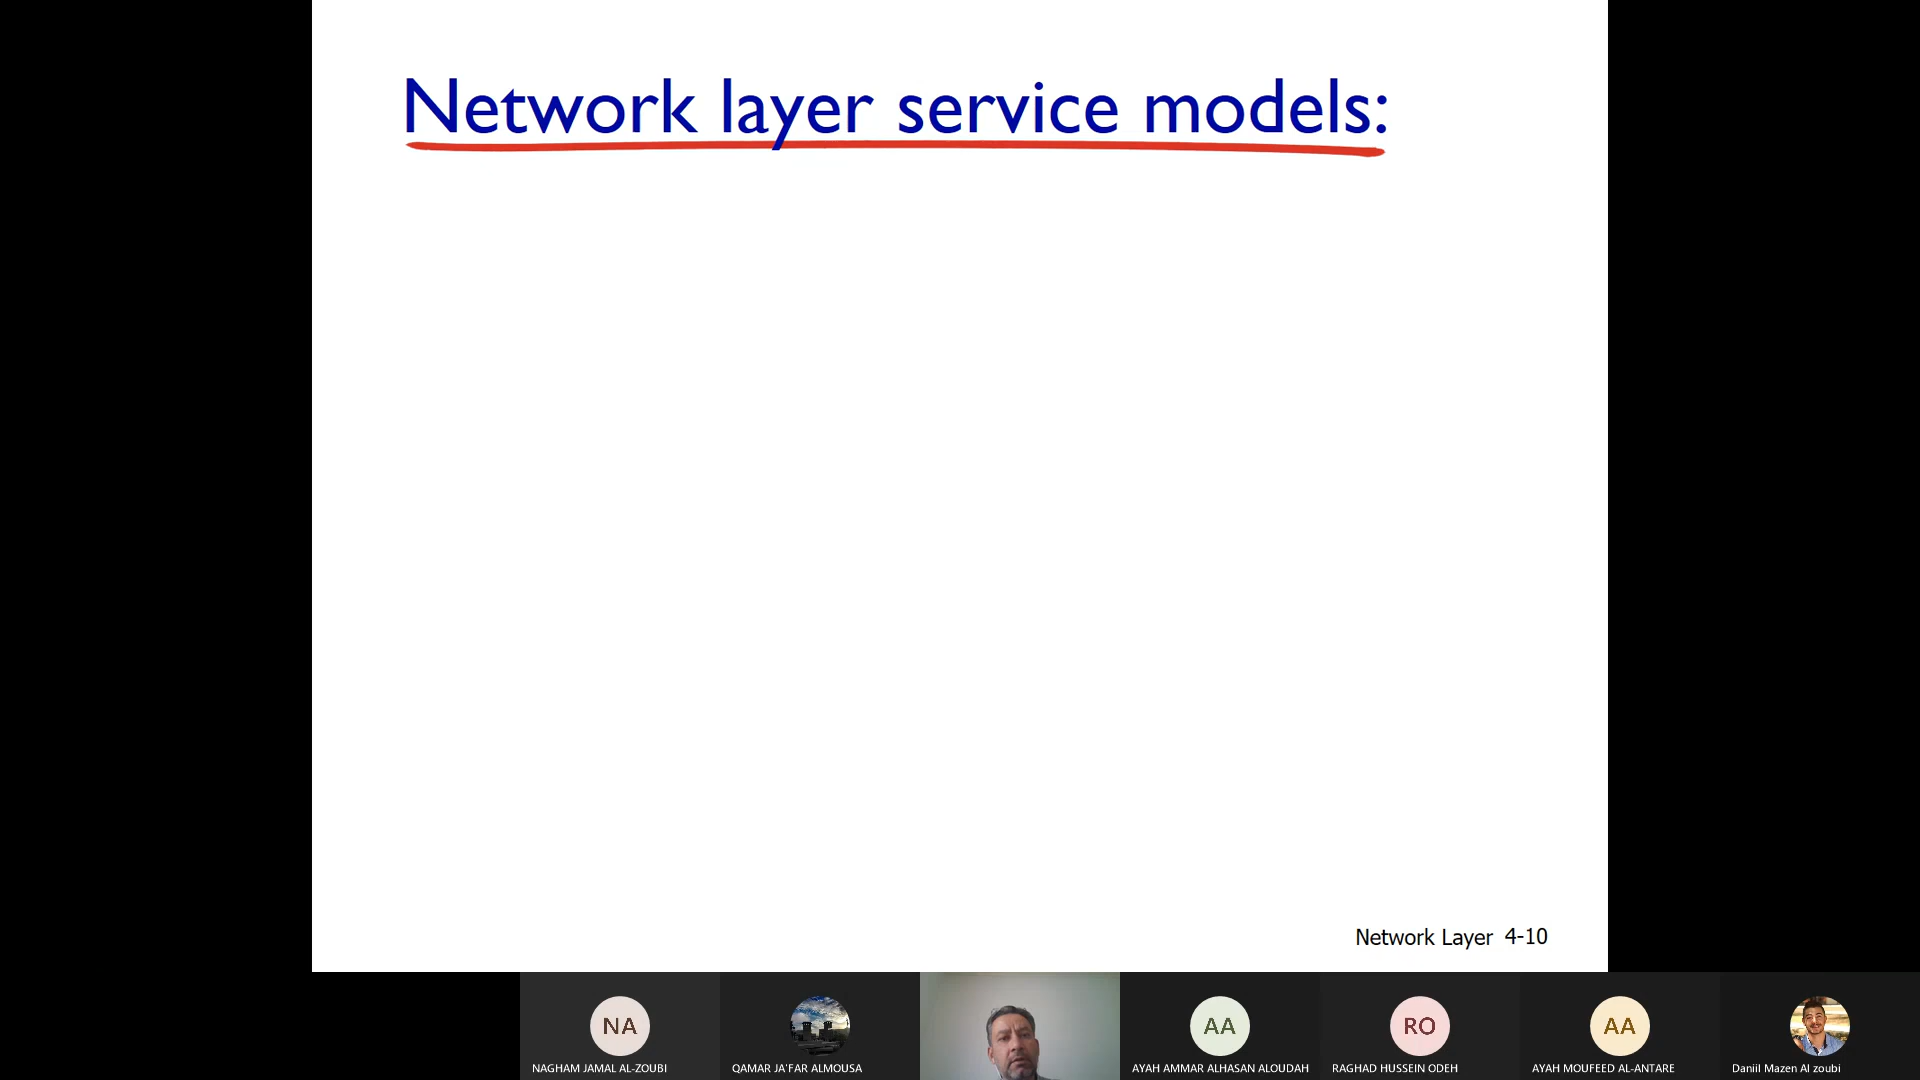 Network layer service models:
Network Layer 4-10
NA
NAGHAM JAMAL AL-ZOUBI
QAMAR JA'FAR ALMOUSA
AA
AYAH AMMAR ALHASAN ALOUDAH
RO
RAGHAD HUSSEIN ODEH
AA
AYAH MOUFEED AL-ANTARE
Daniil Mazen Al zoubi